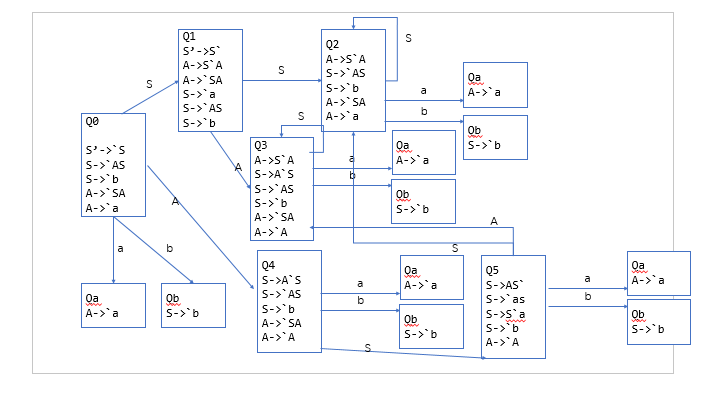 Q1
S’->S`
A->S`A
A->`SA
S->`a
S->`AS
S->`b
Q2
A->S`A
S->`AS
S->`b
A->`SA
A->`a
S
S
S
Qa
A->`a
a
b
Qb
S->`b
Q0
S’->`S
S->`AS
S->`b
A->`SA
A->`a
S
Q3
A->S`A
S->A`S
S->`AS
S->`b
A->`SA
A->`A
A
a
b
Qa
A->`a
Qb
S->`b
A
A
S
a
b
Qa
A->`a
Qb
S->`b
Q4
S->A`S
S->`AS
S->`b
A->`SA
A->`A
a
b
Qa
A->`a
Qb
S->`b
S
Q5
S->AS`
S->`as
S->S`a
S->`b
A->`A
a
b
Qa
A->`a
Qb
S->`b